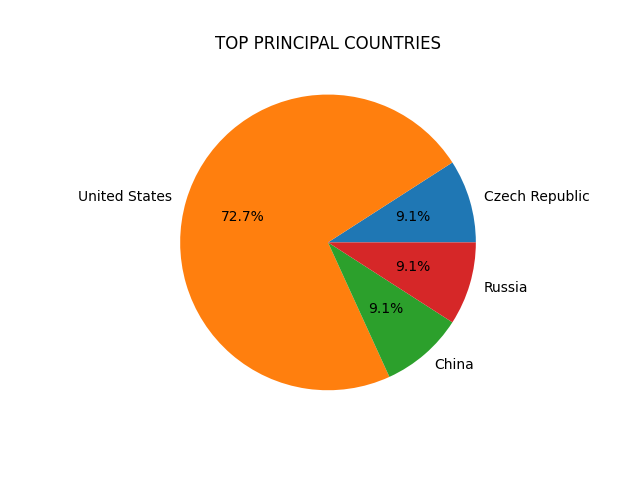 TOP PRINCIPAL COUNTRIES
United States
72.7%
9.1%
Czech Republic
9.1%
Russia
9.1%
China